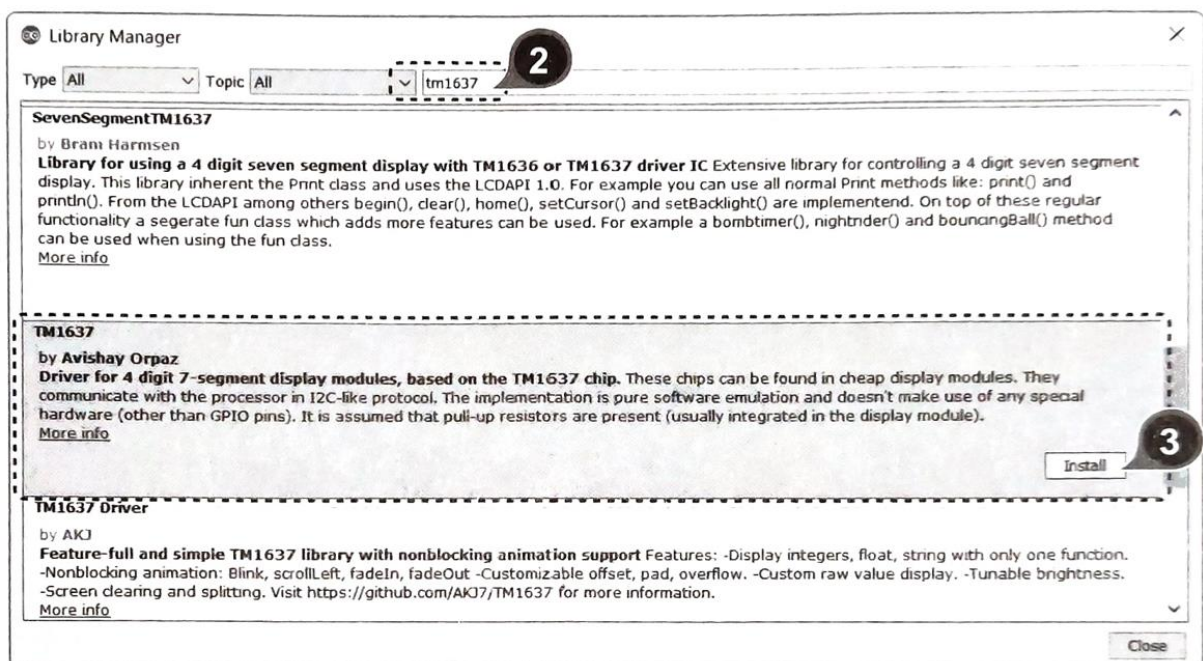 Library Manager
2
Type All Topic All tm1637
SevenSegmentTM1637
by Bram Harmsen
Library for using a 4 digit seven segment display with TM1636 or TM1637 driver IC Extensive library for controlling a 4 digit seven segment
display. This library inherent the Print class and uses the LCDAPI 1.0. For example you can use all normal Print methods like: print() and
println(). From the LCDAPI among others begin(), clear(), home(), setCursor() and setBacklight() are implementend. On top of these regular
functionality a segerate fun class which adds more features can be used. For example a bombtimer(), nightrider() and bouncingBall() method
can be used when using the fun class.
More info
TM1637
by Avishay Orpaz
Driver for 4 digit 7-segment display modules, based on the TM1637 chip. These chips can be found in cheap display modules. They
communicate with the processor in I2C-like protocol. The implementation is pure software emulation and doesn't make use of any special
hardware (other than GPIO pins). It is assumed that pull-up resistors are present (usually integrated in the display module).
More info
3
Install
TM1637 Driver
by AKJ
Feature-full and simple TM1637 library with nonblocking animation support Features: -Display integers, float, string with only one function.
-Nonblocking animation: Blink, scrollLeft, fadeIn, fadeOut -Customizable offset, pad, overflow. -Custom raw value display. -Tunable brightness.
-Screen clearing and splitting. Visit https://github.com/AKJ7/TM1637 for more information.
More info
Close